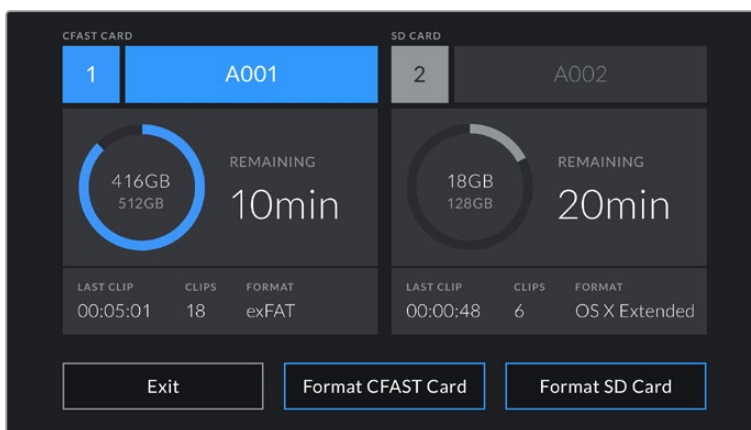 CFAST CARD
1 A001
416GB
512GB
REMAINING
10min
LAST CLIP CLIPS FORMAT
00:05:01 18 exFAT
SD CARD
2 A002
18GB
128GB
REMAINING
20min
LAST CLIP CLIPS FORMAT
00:00:48 6 OS X Extended
Exit Format CFAST Card Format SD Card